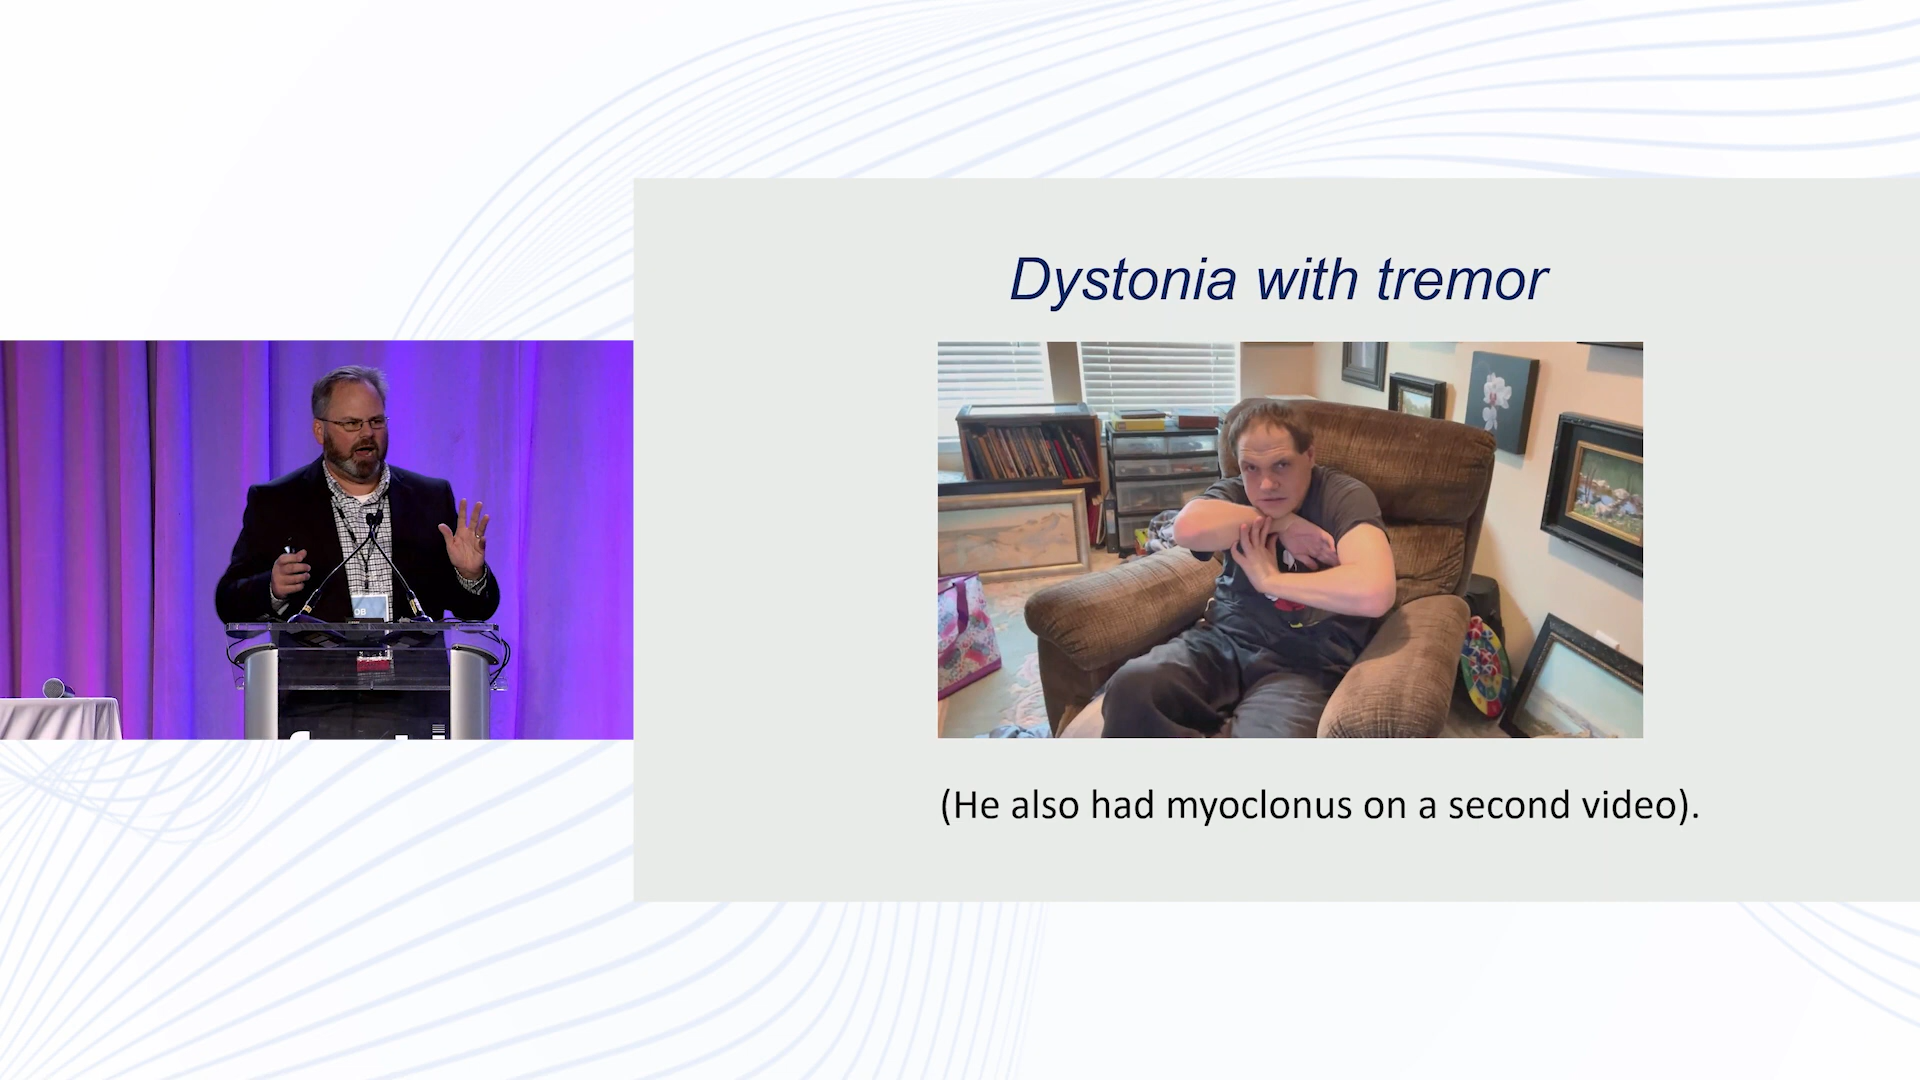 Dystonia with tremor
(He also had myoclonus on a second video).